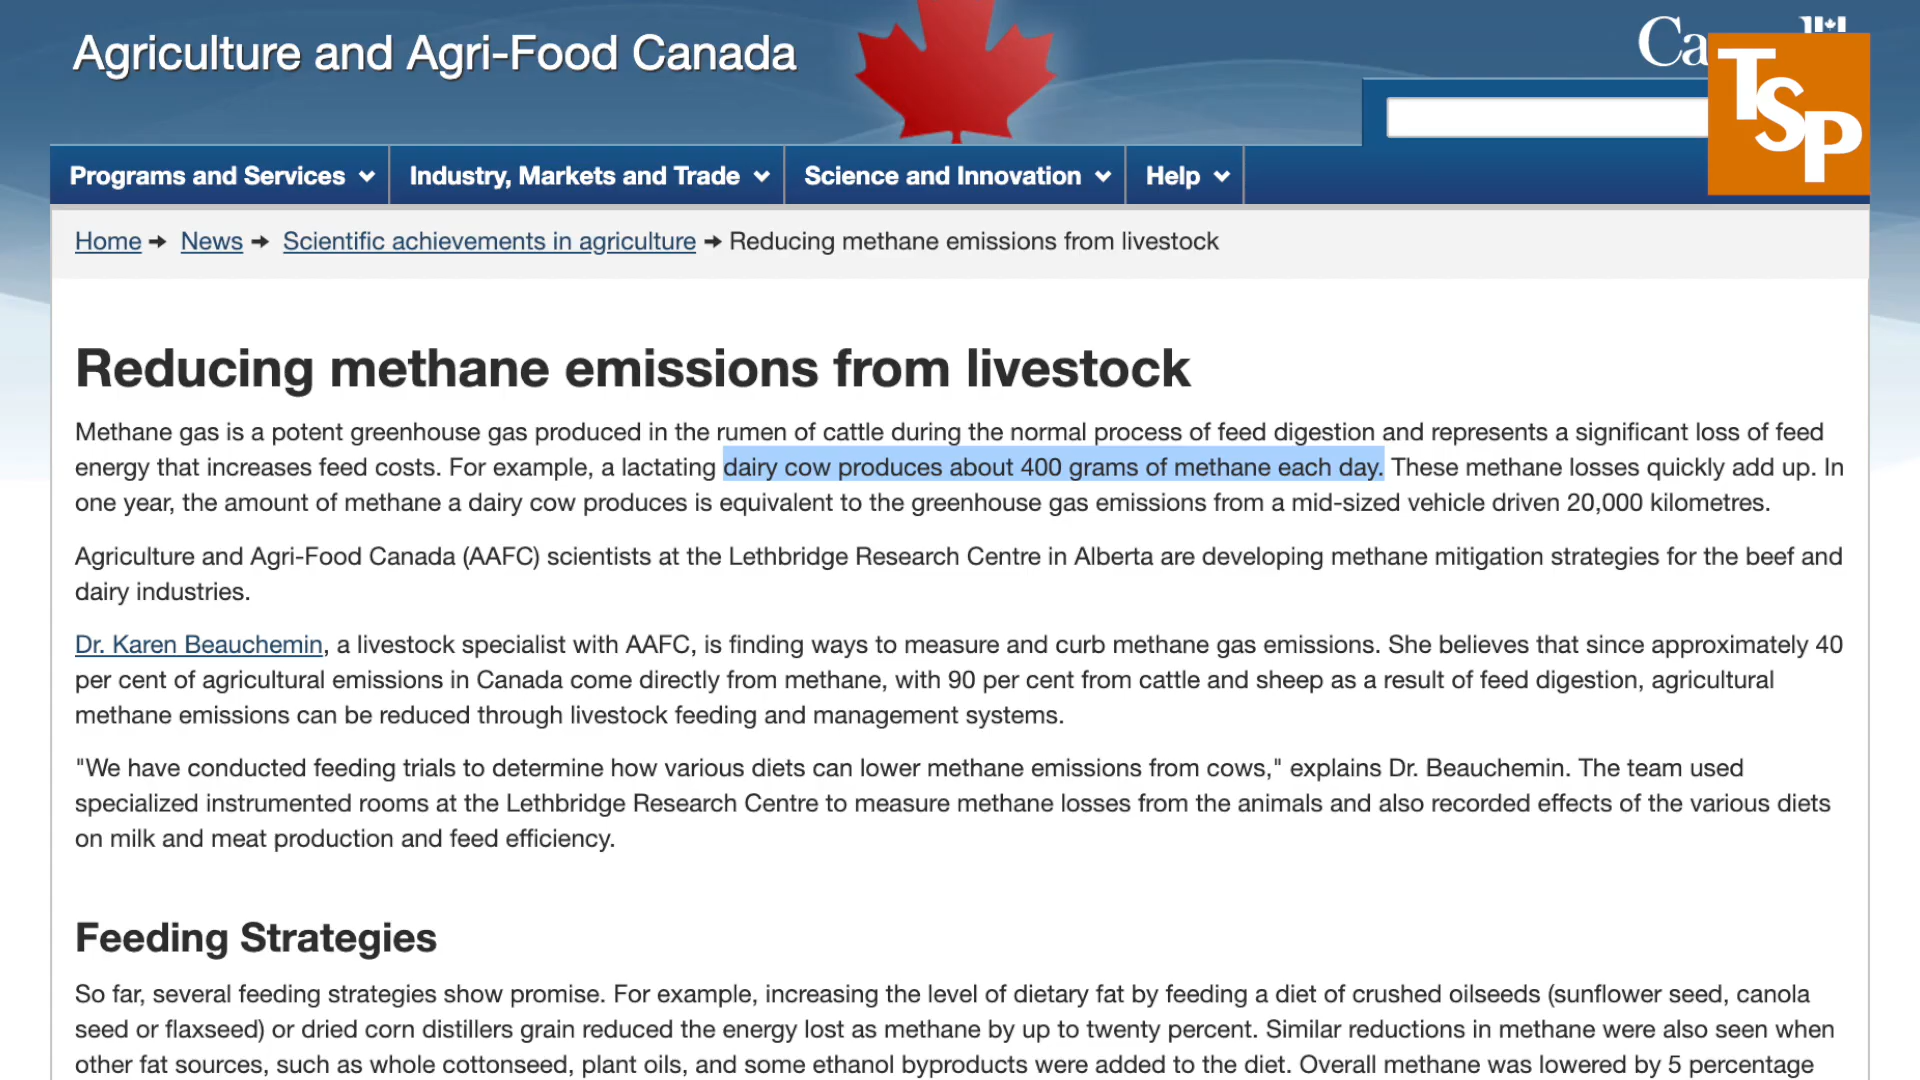 Agriculture and Agri-Food Canada
TSP
Programs and Services
Industry, Markets and Trade
Science and Innovation
Help
Home → News → Scientific achievements in agriculture → Reducing methane emissions from livestock
Reducing methane emissions from livestock
Methane gas is a potent greenhouse gas produced in the rumen of cattle during the normal process of feed digestion and represents a significant loss of feed
energy that increases feed costs. For example, a lactating dairy cow produces about 400 grams of methane each day. These methane losses quickly add up. In
one year, the amount of methane a dairy cow produces is equivalent to the greenhouse gas emissions from a mid-sized vehicle driven 20,000 kilometres.
Agriculture and Agri-Food Canada (AAFC) scientists at the Lethbridge Research Centre in Alberta are developing methane mitigation strategies for the beef and
dairy industries.
Dr. Karen Beauchemin, a livestock specialist with AAFC, is finding ways to measure and curb methane gas emissions. She believes that since approximately 40
per cent of agricultural emissions in Canada come directly from methane, with 90 per cent from cattle and sheep as a result of feed digestion, agricultural
methane emissions can be reduced through livestock feeding and management systems.
"We have conducted feeding trials to determine how various diets can lower methane emissions from cows," explains Dr. Beauchemin. The team used
specialized instrumented rooms at the Lethbridge Research Centre to measure methane losses from the animals and also recorded effects of the various diets
on milk and meat production and feed efficiency.
Feeding Strategies
So far, several feeding strategies show promise. For example, increasing the level of dietary fat by feeding a diet of crushed oilseeds (sunflower seed, canola
seed or flaxseed) or dried corn distillers grain reduced the energy lost as methane by up to twenty percent. Similar reductions in methane were also seen when
other fat sources, such as whole cottonseed, plant oils, and some ethanol byproducts were added to the diet. Overall methane was lowered by 5 percentage